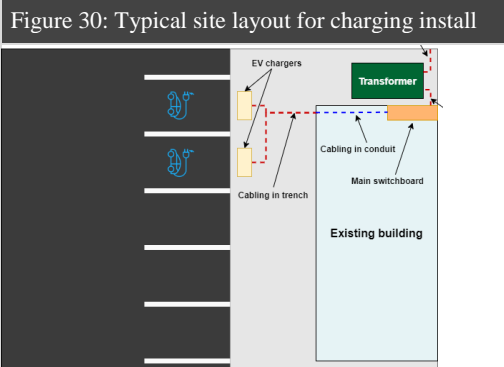 Figure 30: Typical site layout for charging install
EV chargers
Transformer
Cabling in conduit
Main switchboard
Cabling in trench
Existing building